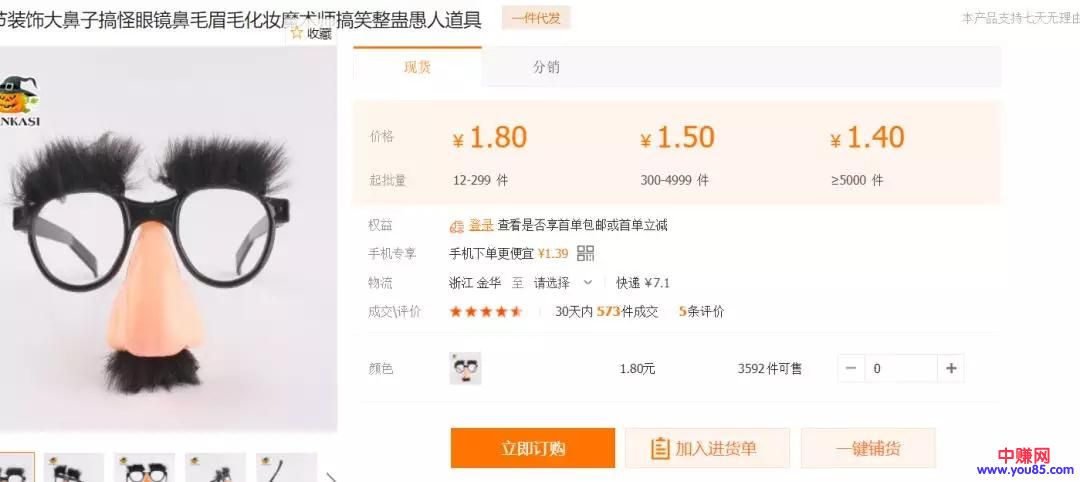 节装饰大鼻子搞怪眼镜鼻毛眉毛化妆魔术师搞笑整蛊愚人道具
一件代发
本产品支持七天无理由
收藏
现货
分销
NKASI
价格
¥ 1.80
¥ 1.50
¥ 1.40
起批量
12-299 件
300-4999 件
≥5000 件
权益
登录 查看是否享首单包邮或首单立减
手机专享
手机下单更便宜 ¥1.39
物流
浙江 金华 至 请选择
快递 ¥7.1
成交\评价
30天内 573件成交
5条评价
颜色
1.80元
3592件可售
0
立即订购
加入进货单
一键铺货
中赚网
www.you85.com